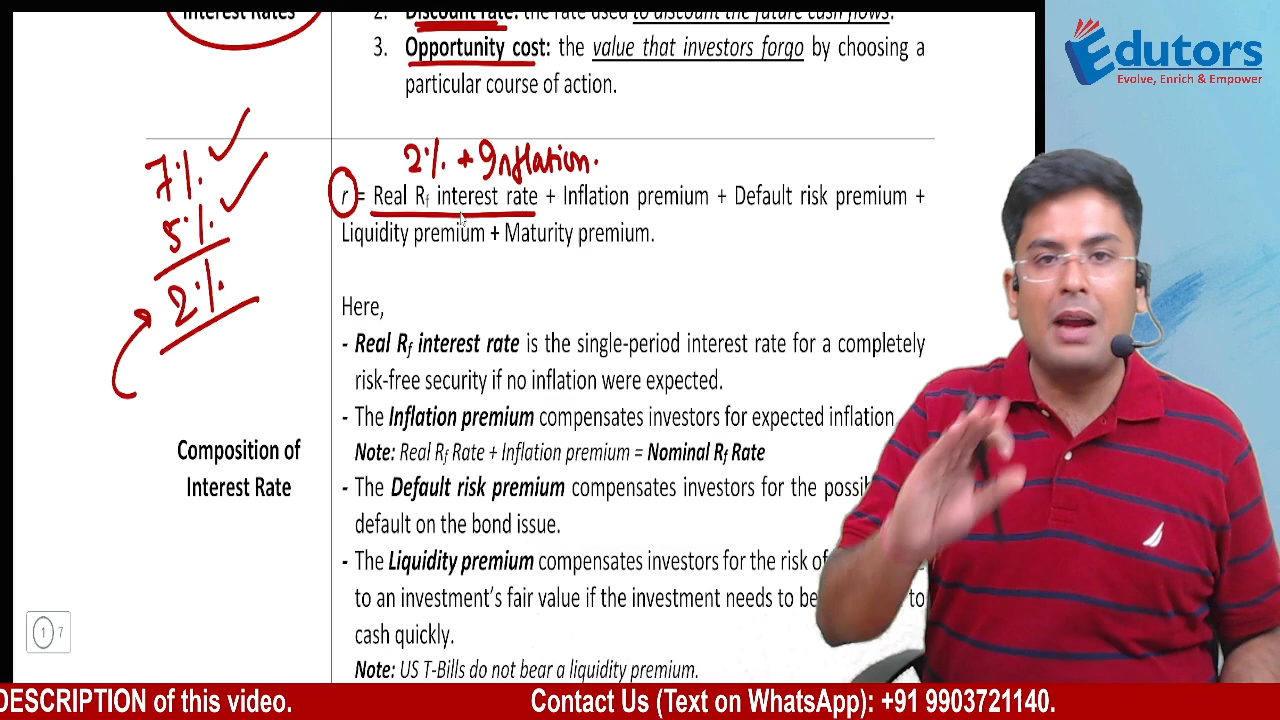 Interest Rates
2. Discount rate: the rate used to discount the future cash flows.
3. Opportunity cost: the value that investors forgo by choosing a
particular course of action.
Edutors
Evolve, Enrich & Empower
7%
5%
2%
2% + Inflation.
r = Real Rf interest rate + Inflation premium + Default risk premium +
Liquidity premium + Maturity premium.
Here,
- Real Rf interest rate is the single-period interest rate for a completely
risk-free security if no inflation were expected.
- The Inflation premium compensates investors for expected inflation
Note: Real Rf Rate + Inflation premium = Nominal Rf Rate
Composition of
Interest Rate
- The Default risk premium compensates investors for the
default on the bond issue.
- The Liquidity premium compensates investors for the risk of
to an investment's fair value if the investment needs to be to
cash quickly.
Note: US T-Bills do not bear a liquidity premium.
1 7
DESCRIPTION of this video. Contact Us (Text on WhatsApp): +91 9903721140.